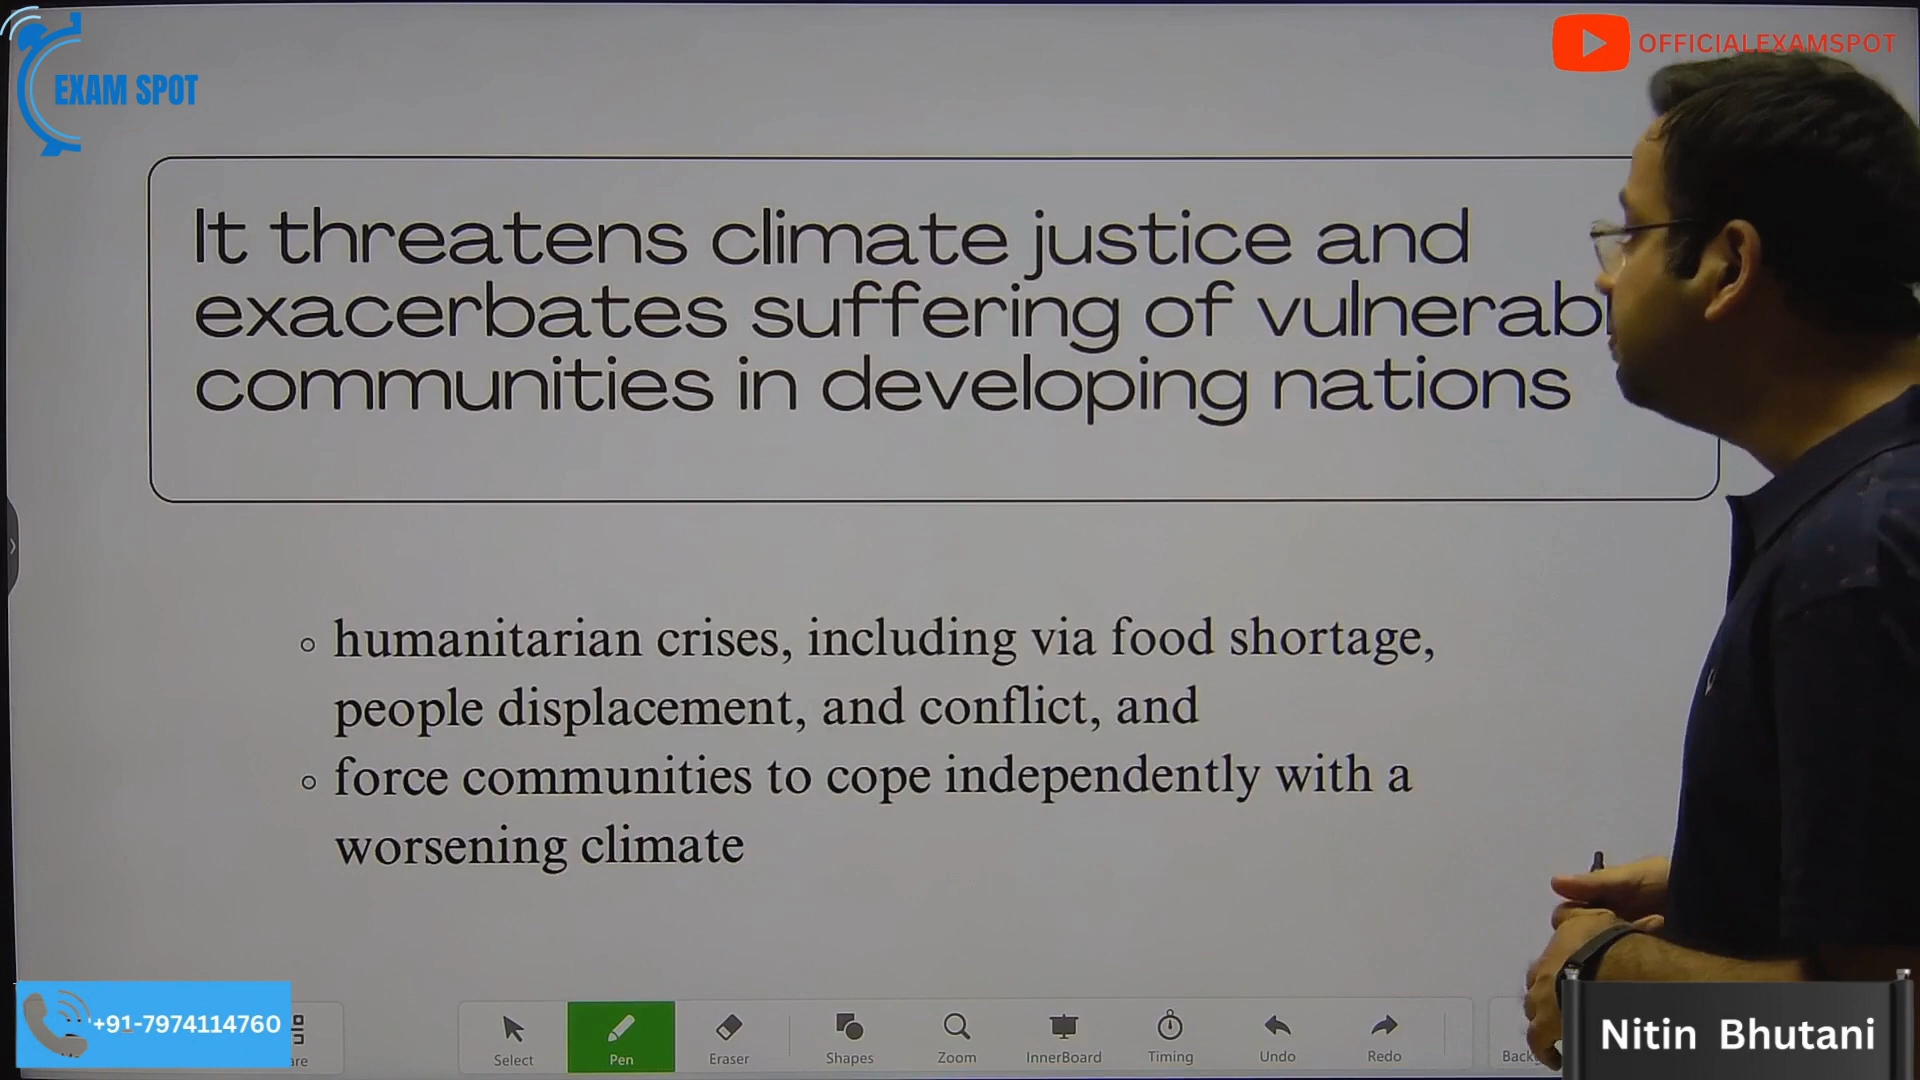 EXAM SPOT
OFFICIALEXAMSPOT
It threatens climate justice and
exacerbates suffering of
communities in developing nations
humanitarian crises, including via food shortage,
people displacement, and conflict, and
force communities to cope independently with a
worsening climate
+91-7974114760
Select
Pen
Eraser
Shapes
Zoom
InnerBoard
Timing
Undo
Redo
Nitin Bhutani